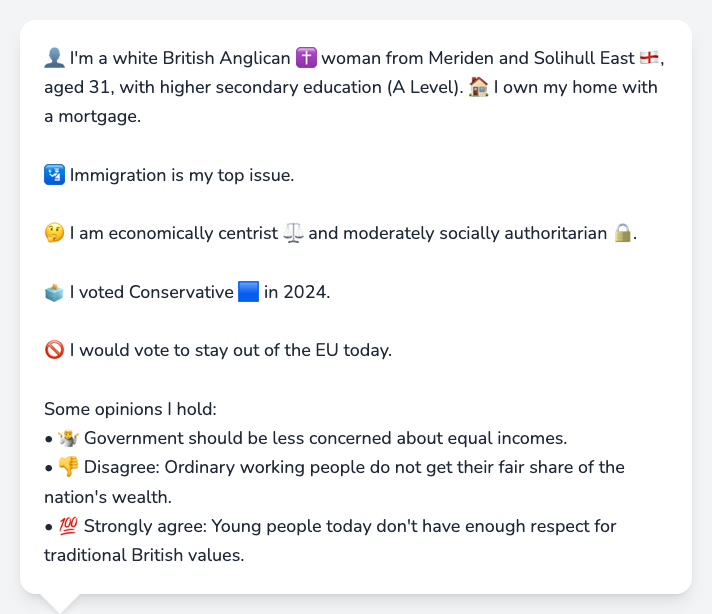 👤 I'm a white British Anglican ✝️ woman from Meriden and Solihull East 🏴󠁧󠁢󠁥󠁮󠁧󠁿,
aged 31, with higher secondary education (A Level). 🏠 I own my home with
a mortgage.
🛂 Immigration is my top issue.
🤔 I am economically centrist ⚖️ and moderately socially authoritarian 🔒.
🗳️ I voted Conservative 🟦 in 2024.
🚫 I would vote to stay out of the EU today.
Some opinions I hold:
• 🤷 Government should be less concerned about equal incomes.
• 👎 Disagree: Ordinary working people do not get their fair share of the
nation's wealth.
• 💯 Strongly agree: Young people today don't have enough respect for
traditional British values.